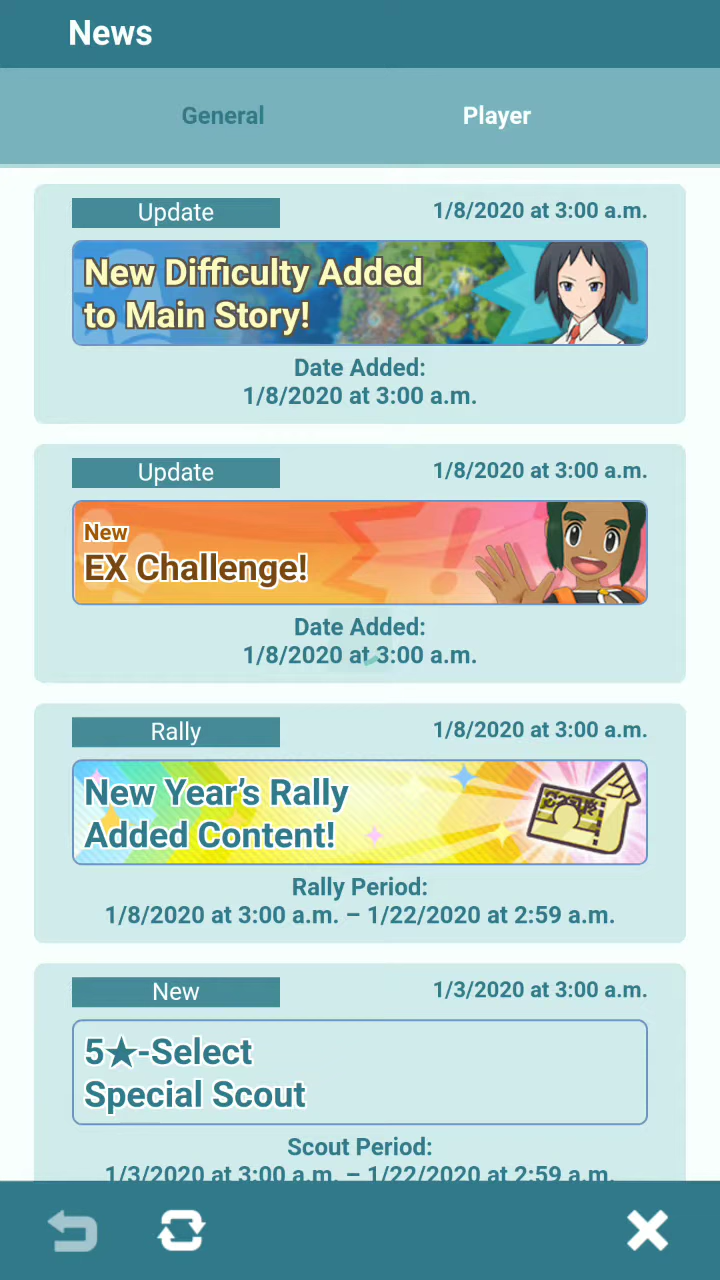 News
General
Player
Update
1/8/2020 at 3:00 a.m.
New Difficulty Added
to Main Story!
Date Added:
1/8/2020 at 3:00 a.m.
Update
1/8/2020 at 3:00 a.m.
New
EX Challenge!
Date Added:
1/8/2020 at 3:00 a.m.
Rally
1/8/2020 at 3:00 a.m.
New Year's Rally
Added Content!
Rally Period:
1/8/2020 at 3:00 a.m. – 1/22/2020 at 2:59 a.m.
New
1/3/2020 at 3:00 a.m.
5★-Select
Special Scout
Scout Period:
1/3/2020 at 3:00 a.m. – 1/22/2020 at 2:59 a.m.